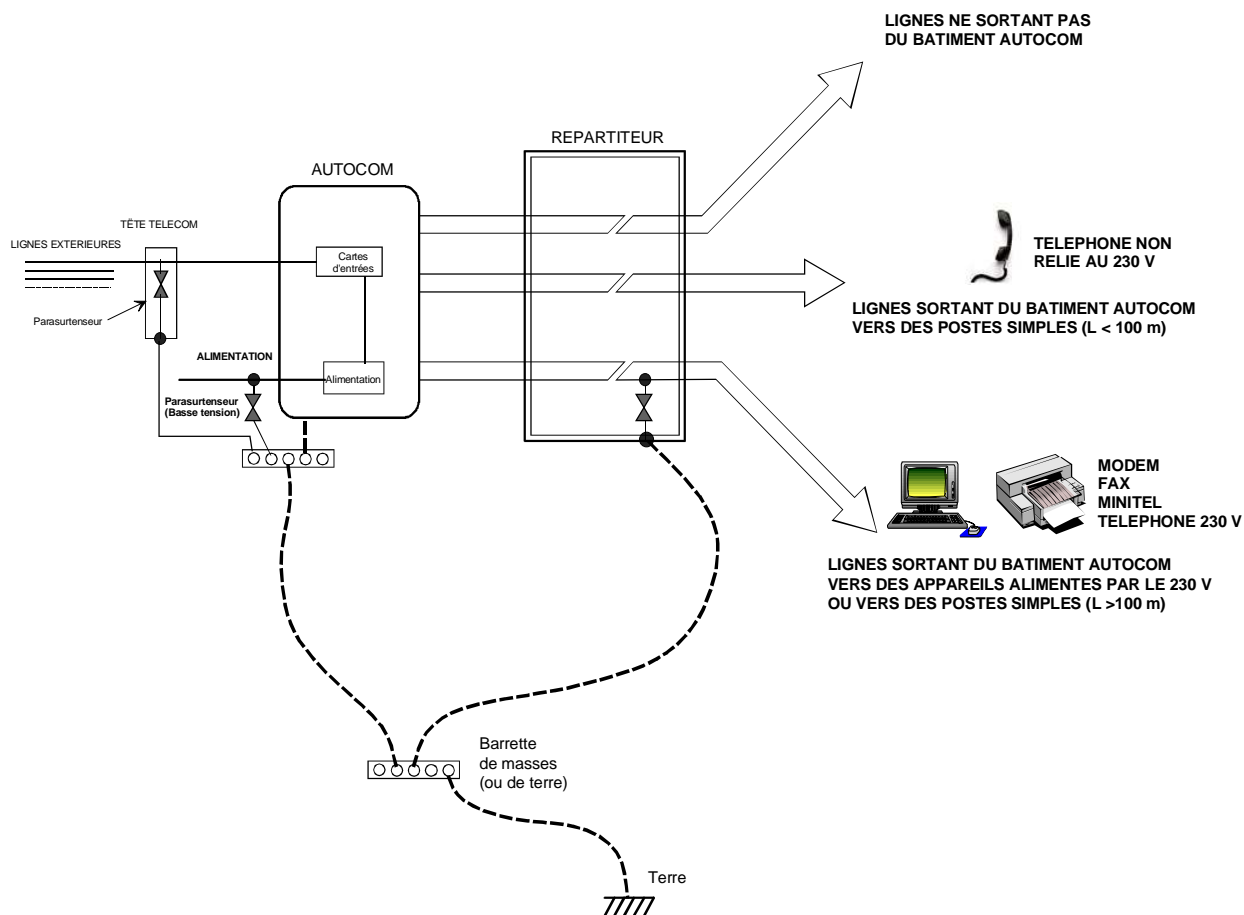 LIGNES NE SORTANT PAS
DU BATIMENT AUTOCOM
REPARTITEUR
AUTOCOM
TÊTE TELECOM
LIGNES EXTERIEURES
Cartes
d'entrées
TELEPHONE NON
RELIE AU 230 V
LIGNES SORTANT DU BATIMENT AUTOCOM
VERS DES POSTES SIMPLES (L < 100 m)
Parasurtenseur
ALIMENTATION
Alimentation
Parasurtenseur
(Basse tension)
MODEM
FAX
MINITEL
TELEPHONE 230 V
LIGNES SORTANT DU BATIMENT AUTOCOM
VERS DES APPAREILS ALIMENTES PAR LE 230 V
OU VERS DES POSTES SIMPLES (L >100 m)
Barrette
de masses
(ou de terre)
Terre